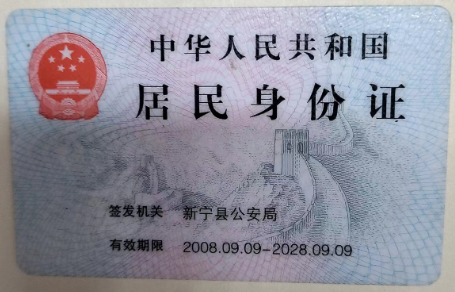 中华人民共和国
居民身份证
签发机关 新宁县公安局
有效期限 2008.09.09-2028.09.09